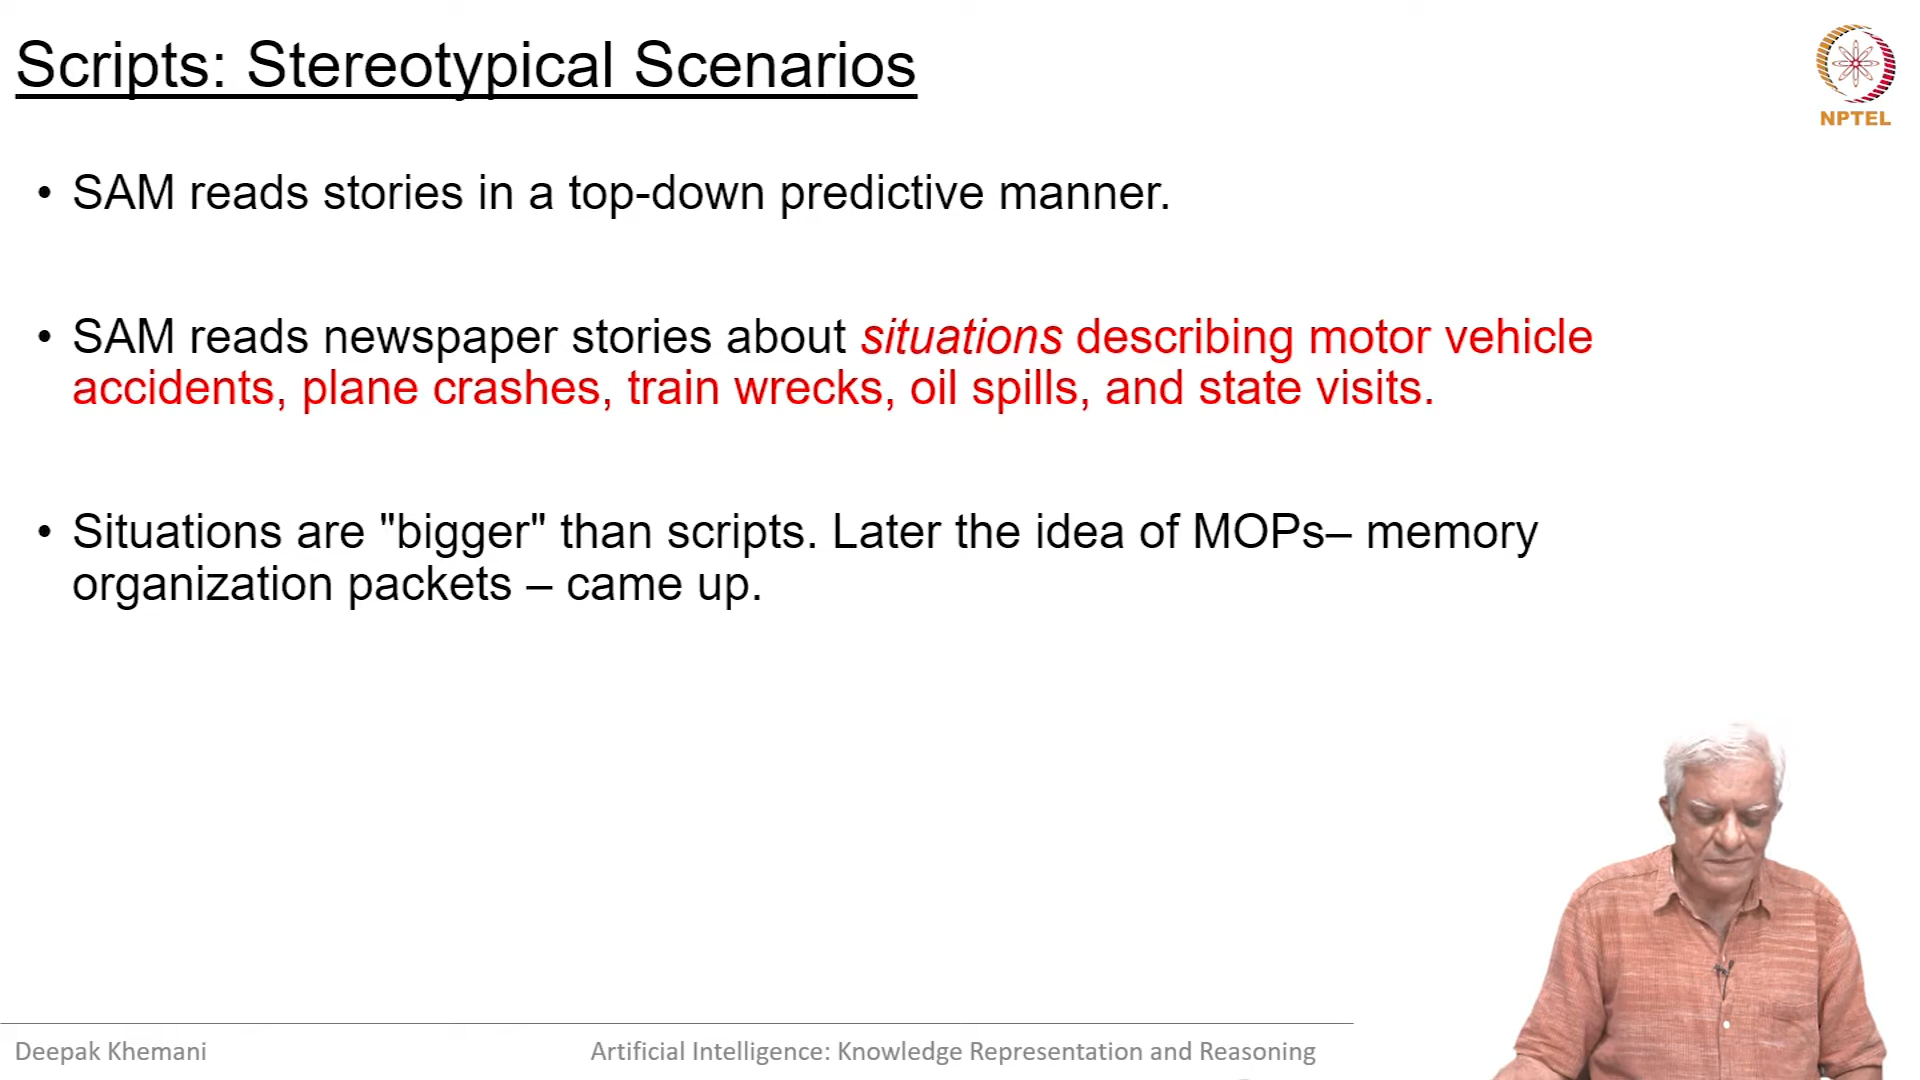 Scripts: Stereotypical Scenarios
NPTEL
• SAM reads stories in a top-down predictive manner.
• SAM reads newspaper stories about situations describing motor vehicle
accidents, plane crashes, train wrecks, oil spills, and state visits.
• Situations are "bigger" than scripts. Later the idea of MOPs– memory
organization packets – came up.
Deepak Khemani
Artificial Intelligence: Knowledge Representation and Reasoning